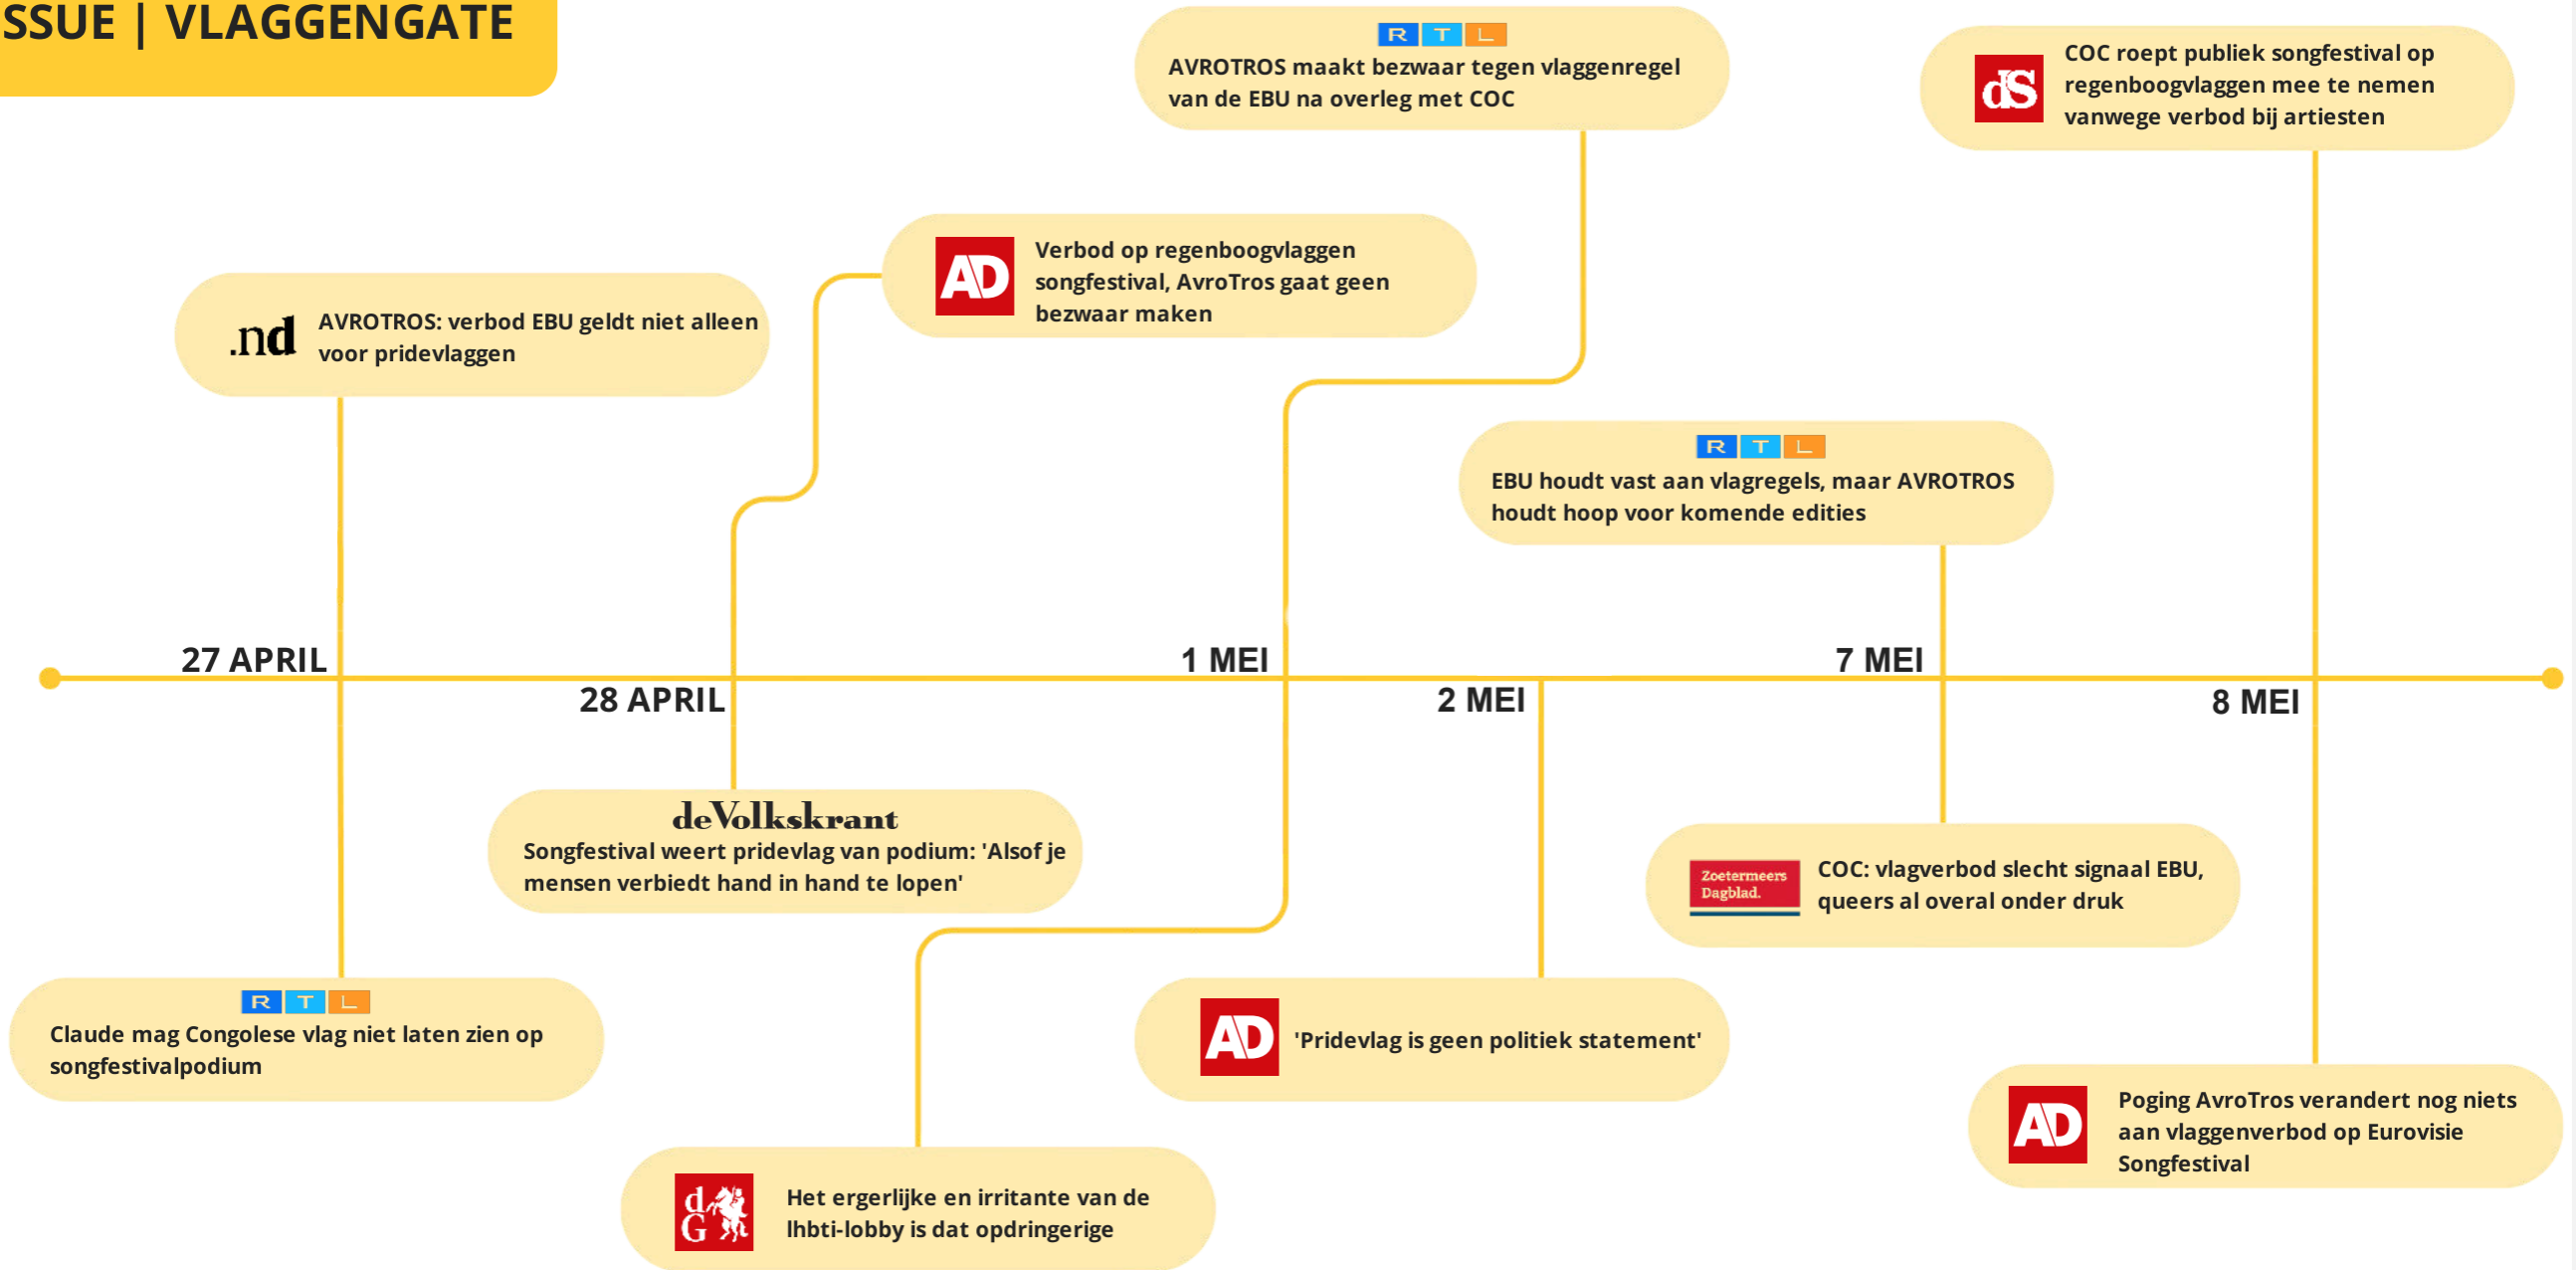 SSUE | VLAGGENGATE
R T L
AVROTROS maakt bezwaar tegen vlaggenregel
van de EBU na overleg met COC
dS
COC roept publiek songfestival op
regenboogvlaggen mee te nemen
vanwege verbod bij artiesten
AD
Verbod op regenboogvlaggen
songfestival, AvroTros gaat geen
bezwaar maken
.nd
AVROTROS: verbod EBU geldt niet alleen
voor pridevlaggen
R T L
EBU houdt vast aan vlagregels, maar AVROTROS
houdt hoop voor komende edities
27 APRIL
28 APRIL
1 MEI
2 MEI
7 MEI
8 MEI
deVolkskrant
Songfestival weert pridevlag van podium: 'Alsof je
mensen verbiedt hand in hand te lopen'
Zoetermeers
Dagblad.
COC: vlagverbod slecht signaal EBU,
queers al overal onder druk
R T L
Claude mag Congolese vlag niet laten zien op
songfestivalpodium
AD
'Pridevlag is geen politiek statement'
AD
Poging AvroTros verandert nog niets
aan vlaggenverbod op Eurovisie
Songfestival
dG
Het ergerlijke en irritante van de
lhbti-lobby is dat opdringerige